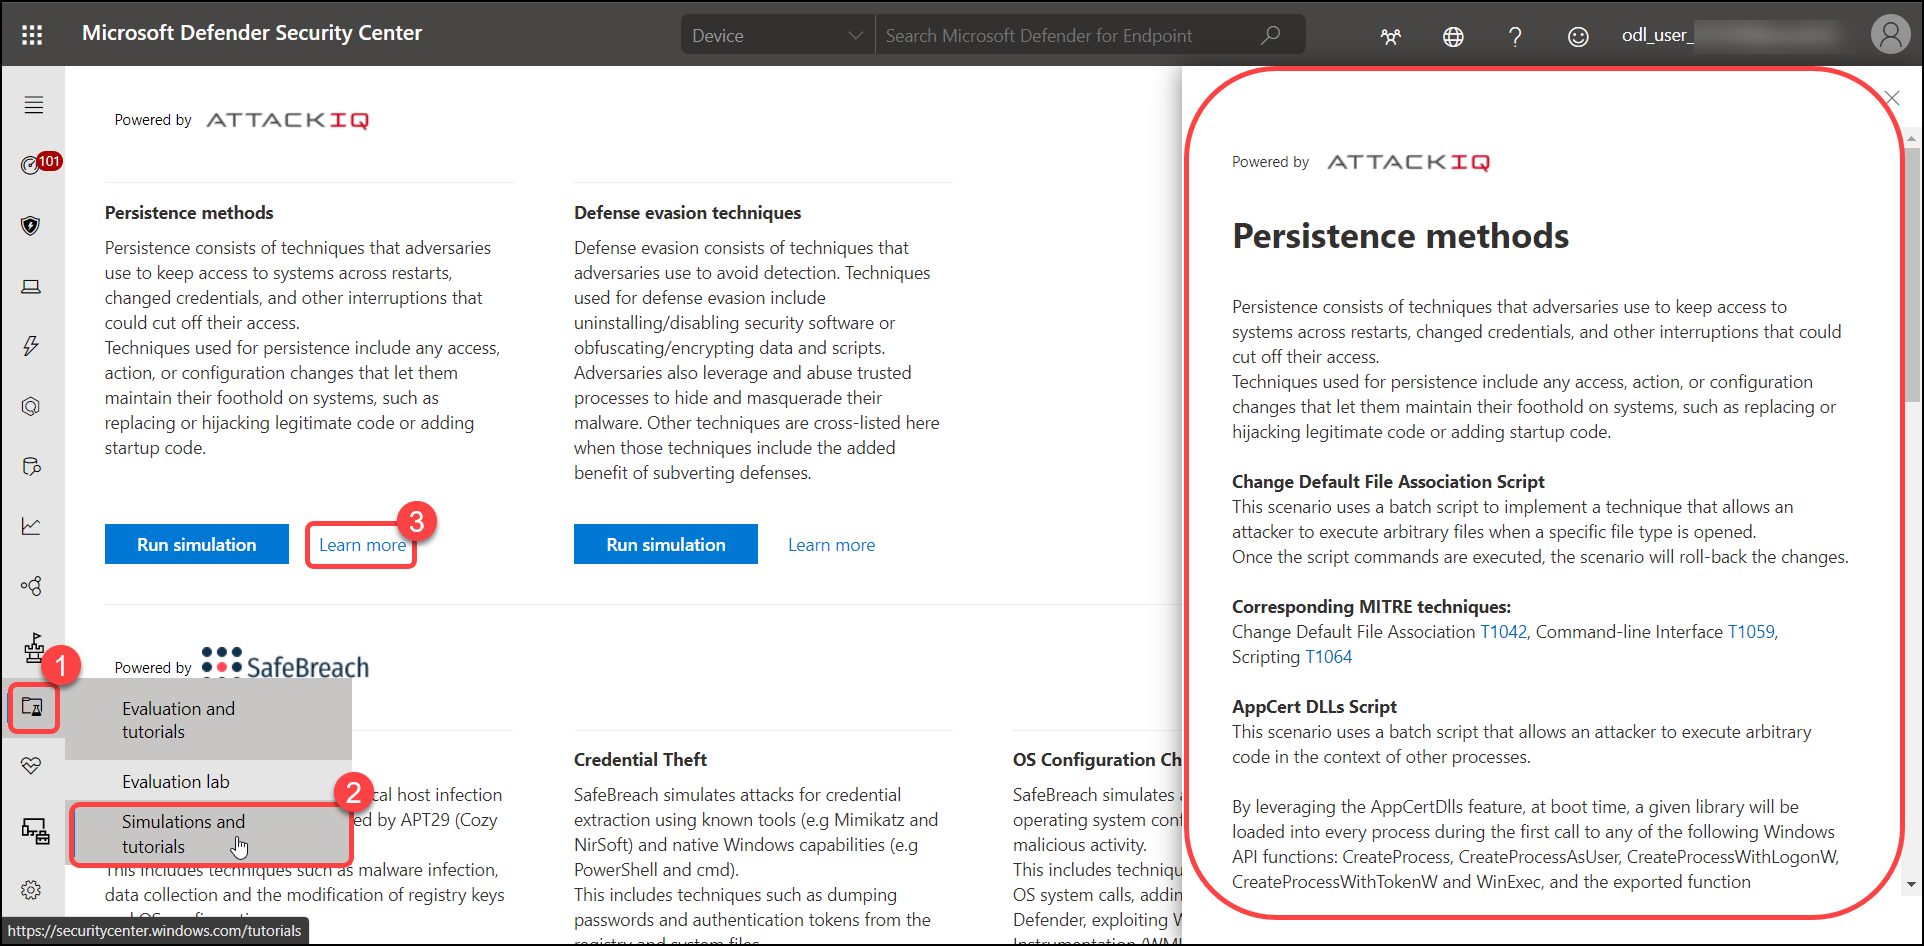 Microsoft Defender Security Center
Device
Search Microsoft Defender for Endpoint
?
odl_user_
101
Powered by ATTACKIQ
Persistence methods
Persistence consists of techniques that adversaries
use to keep access to systems across restarts,
changed credentials, and other interruptions that
could cut off their access.
Techniques used for persistence include any access,
action, or configuration changes that let them
maintain their foothold on systems, such as
replacing or hijacking legitimate code or adding
startup code.
Run simulation
Learn more
3
Defense evasion techniques
Defense evasion consists of techniques that
adversaries use to avoid detection. Techniques
used for defense evasion include
uninstalling/disabling security software or
obfuscating/encrypting data and scripts.
Adversaries also leverage and abuse trusted
processes to hide and masquerade their
malware. Other techniques are cross-listed here
when those techniques include the added
benefit of subverting defenses.
Run simulation
Learn more
Powered by SafeBreach
1
Evaluation and
tutorials
Evaluation lab
2
Simulations and
tutorials
cal host infection
ed by APT29 (Cozy
This includes techniques such as malware infection,
data collection and the modification of registry keys
https://securitycenter.windows.com/tutorials
Credential Theft
SafeBreach simulates attacks for credential
extraction using known tools (e.g Mimikatz and
NirSoft) and native Windows capabilities (e.g
PowerShell and cmd).
This includes techniques such as dumping
passwords and authentication tokens from the
registry and system files.
OS Configuration Ch
SafeBreach simulates
operating system con
malicious activity.
This includes techniqu
OS system calls, addin
Defender, exploiting W
Instrumentation (WMI
Powered by ATTACKIQ
Persistence methods
Persistence consists of techniques that adversaries use to keep access to
systems across restarts, changed credentials, and other interruptions that could
cut off their access.
Techniques used for persistence include any access, action, or configuration
changes that let them maintain their foothold on systems, such as replacing or
hijacking legitimate code or adding startup code.
Change Default File Association Script
This scenario uses a batch script to implement a technique that allows an
attacker to execute arbitrary files when a specific file type is opened.
Once the script commands are executed, the scenario will roll-back the changes.
Corresponding MITRE techniques:
Change Default File Association T1042, Command-line Interface T1059,
Scripting T1064
AppCert DLLs Script
This scenario uses a batch script that allows an attacker to execute arbitrary
code in the context of other processes.
By leveraging the AppCertDlls feature, at boot time, a given library will be
loaded into every process during the first call to any of the following Windows
API functions: CreateProcess, CreateProcessAsUser, CreateProcessWithLogonW,
CreateProcessWithTokenW and WinExec, and the exported function